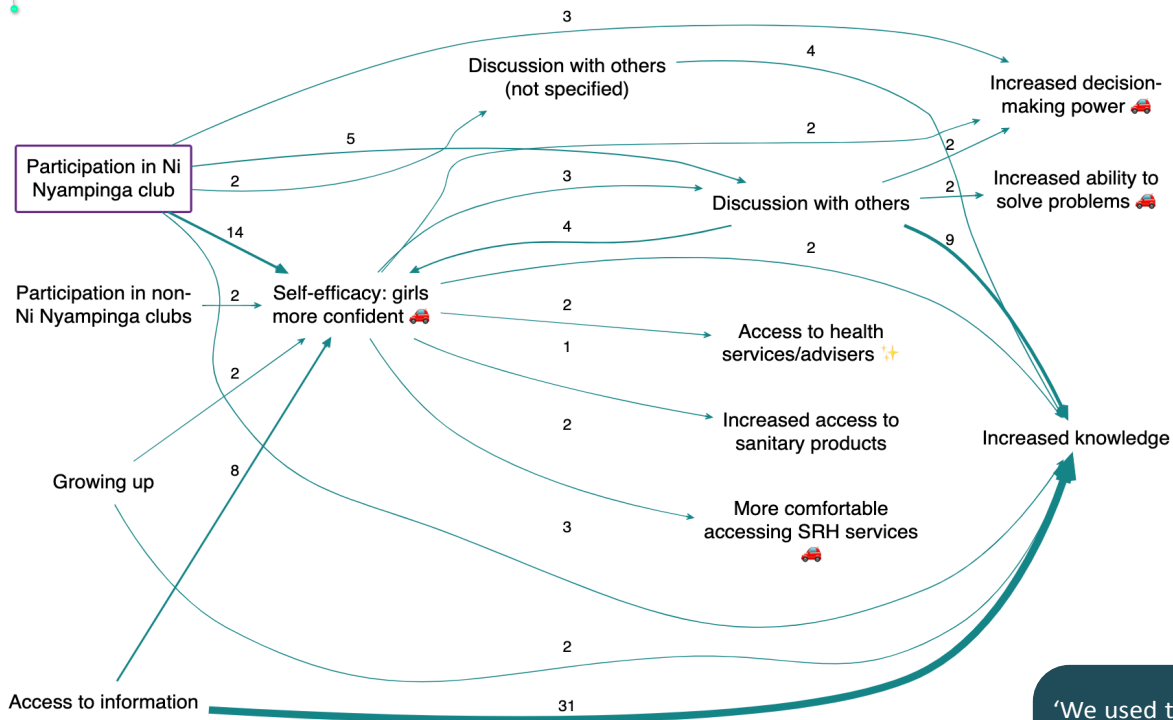 3
4
Discussion with others
(not specified)
Increased decision-
making power 🚗
5
2
2
Participation in Ni
Nyampinga club
2
3
2
Increased ability to
solve problems 🚗
Discussion with others
14
4
2
9
Participation in non-
Ni Nyampinga clubs
2
Self-efficacy: girls
more confident 🚗
2
Access to health
services/advisers ✨
1
2
2
Increased access to
sanitary products
Increased knowledge
Growing up
8
3
More comfortable
accessing SRH services
🚗
2
Access to information
31
‘We used t